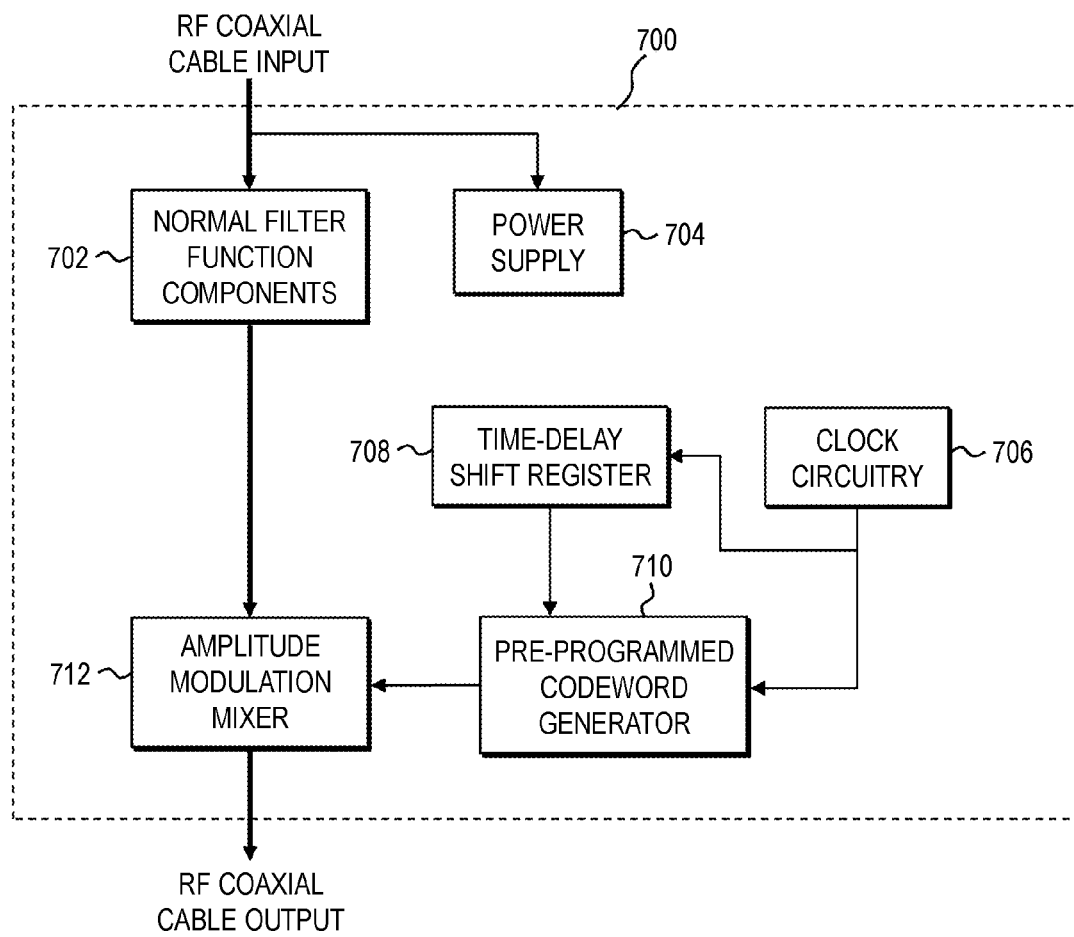 RF COAXIAL
CABLE INPUT
700
NORMAL FILTER
FUNCTION
COMPONENTS
702
POWER
SUPPLY
704
TIME-DELAY
SHIFT REGISTER
708
CLOCK
CIRCUITRY
706
710
AMPLITUDE
MODULATION
MIXER
712
PRE-PROGRAMMED
CODEWORD
GENERATOR
RF COAXIAL
CABLE OUTPUT